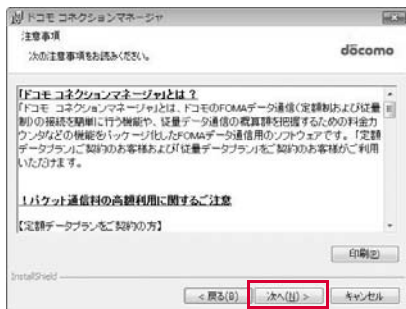 ドコモ コネクションマネージャ
注意事項
次の注意事項をお読みください。
döcomo
「ドコモ コネクションマネージャ」とは?
「ドコモ コネクションマネージャ」とは、ドコモのFOMAデータ通信(定額制および従量
制)の接続を簡単に行う機能や、従量データ通信の概算額を把握するための料金カ
ウンタなどの機能をパッケージ化したFOMAデータ通信用のソフトウェアです。「定額
データプラン」ご契約のお客様および「従量データプラン」をご契約のお客様がご利用
いただけます。
!パケット通信料の高額利用に関するご注意
【定額データプランをご契約の方】
印刷(P)
InstallShield
< 戻る(B)
次へ(N) >
キャンセル